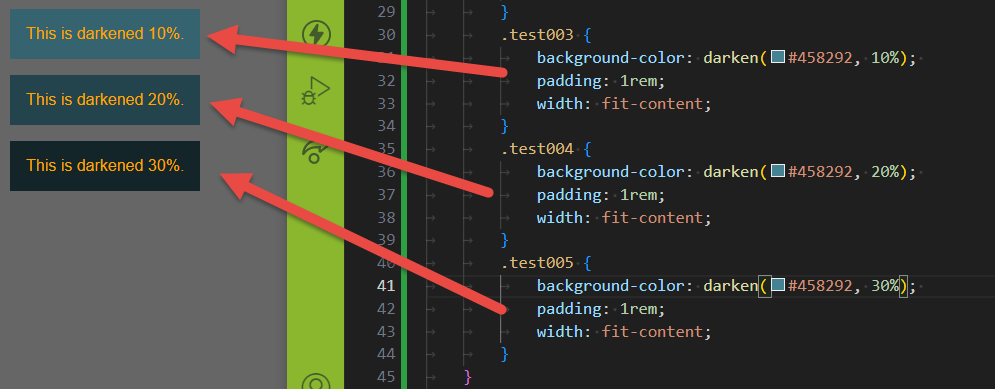 This is darkened 10%.
This is darkened 20%.
This is darkened 30%.
29 }
30 .test003 {
background-color: darken(#458292, 10%);
32 padding: 1rem;
33 width: fit-content;
34 }
35 .test004 {
36 background-color: darken(#458292, 20%);
37 padding: 1rem;
38 width: fit-content;
39 }
40 .test005 {
41 background-color: darken(#458292, 30%);
42 padding: 1rem;
43 width: fit-content;
44 }
45 }